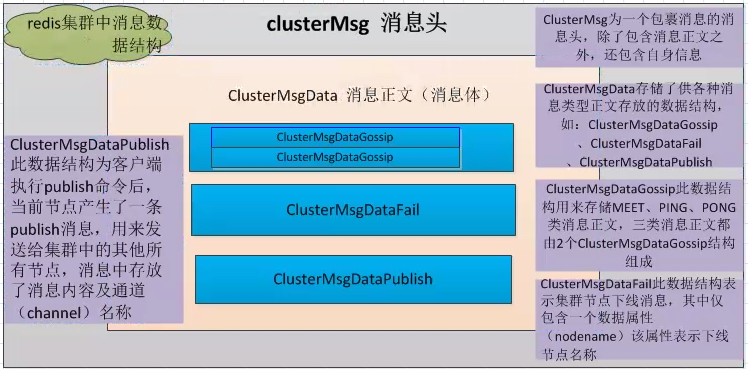 redis集群中消息数
据结构
clusterMsg 消息头
ClusterMsgData 消息正文（消息体）
ClusterMsgDataGossip
ClusterMsgDataGossip
ClusterMsgDataFail
ClusterMsgDataPublish
ClusterMsgDataPublish
此数据结构为客户端
执行publish命令后，
当前节点产生了一条
publish消息，用来发
送给集群中的其他所
有节点，消息中存放
了消息内容及通道
（channel）名称
ClusterMsg为一个包裹消息的消
息头，除了包含消息正文之
外，还包含自身信息
ClusterMsgData存储了供各种消
息类型正文存放的数据结构，
如：ClusterMsgDataGossip
、ClusterMsgDataFail
、ClusterMsgDataPublish
ClusterMsgDataGossip此数据结
构用来存储MEET、PING、PONG
类消息正文，三类消息正文都
由2个ClusterMsgDataGossip结构
组成
ClusterMsgDataFail此数据结构表
示集群节点下线消息，其中仅
包含一个数据属性
（nodename）该属性表示下线
节点名称